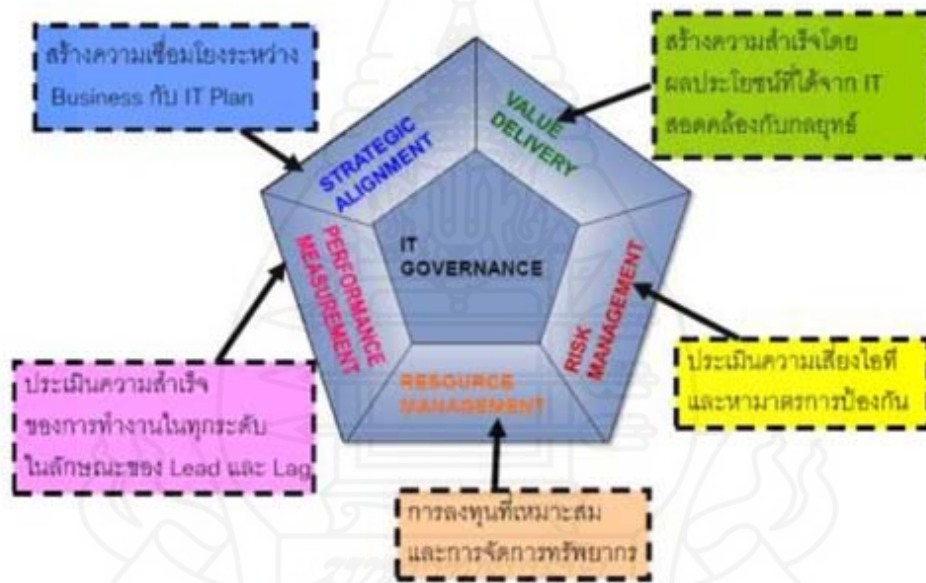 สร้างความเชื่อมโยงระหว่าง
Business กับ IT Plan
สร้างความสำเร็จโดย
ผลประโยชน์ที่ได้จาก IT
สอดคล้องกับกลยุทธ์
STRATEGIC
ALIGNMENT
VALUE
DELIVERY
IT
GOVERNANCE
PERFORMANCE
MEASUREMENT
RISK
MANAGEMENT
RESOURCE
MANAGEMENT
ประเมินความสำเร็จ
ของการทำงานในทุกระดับ
ในลักษณะของ Lead และ Lag
ประเมินความเสี่ยงไอที
และหามาตรการป้องกัน
การลงทุนที่เหมาะสม
และการจัดการทรัพยากร